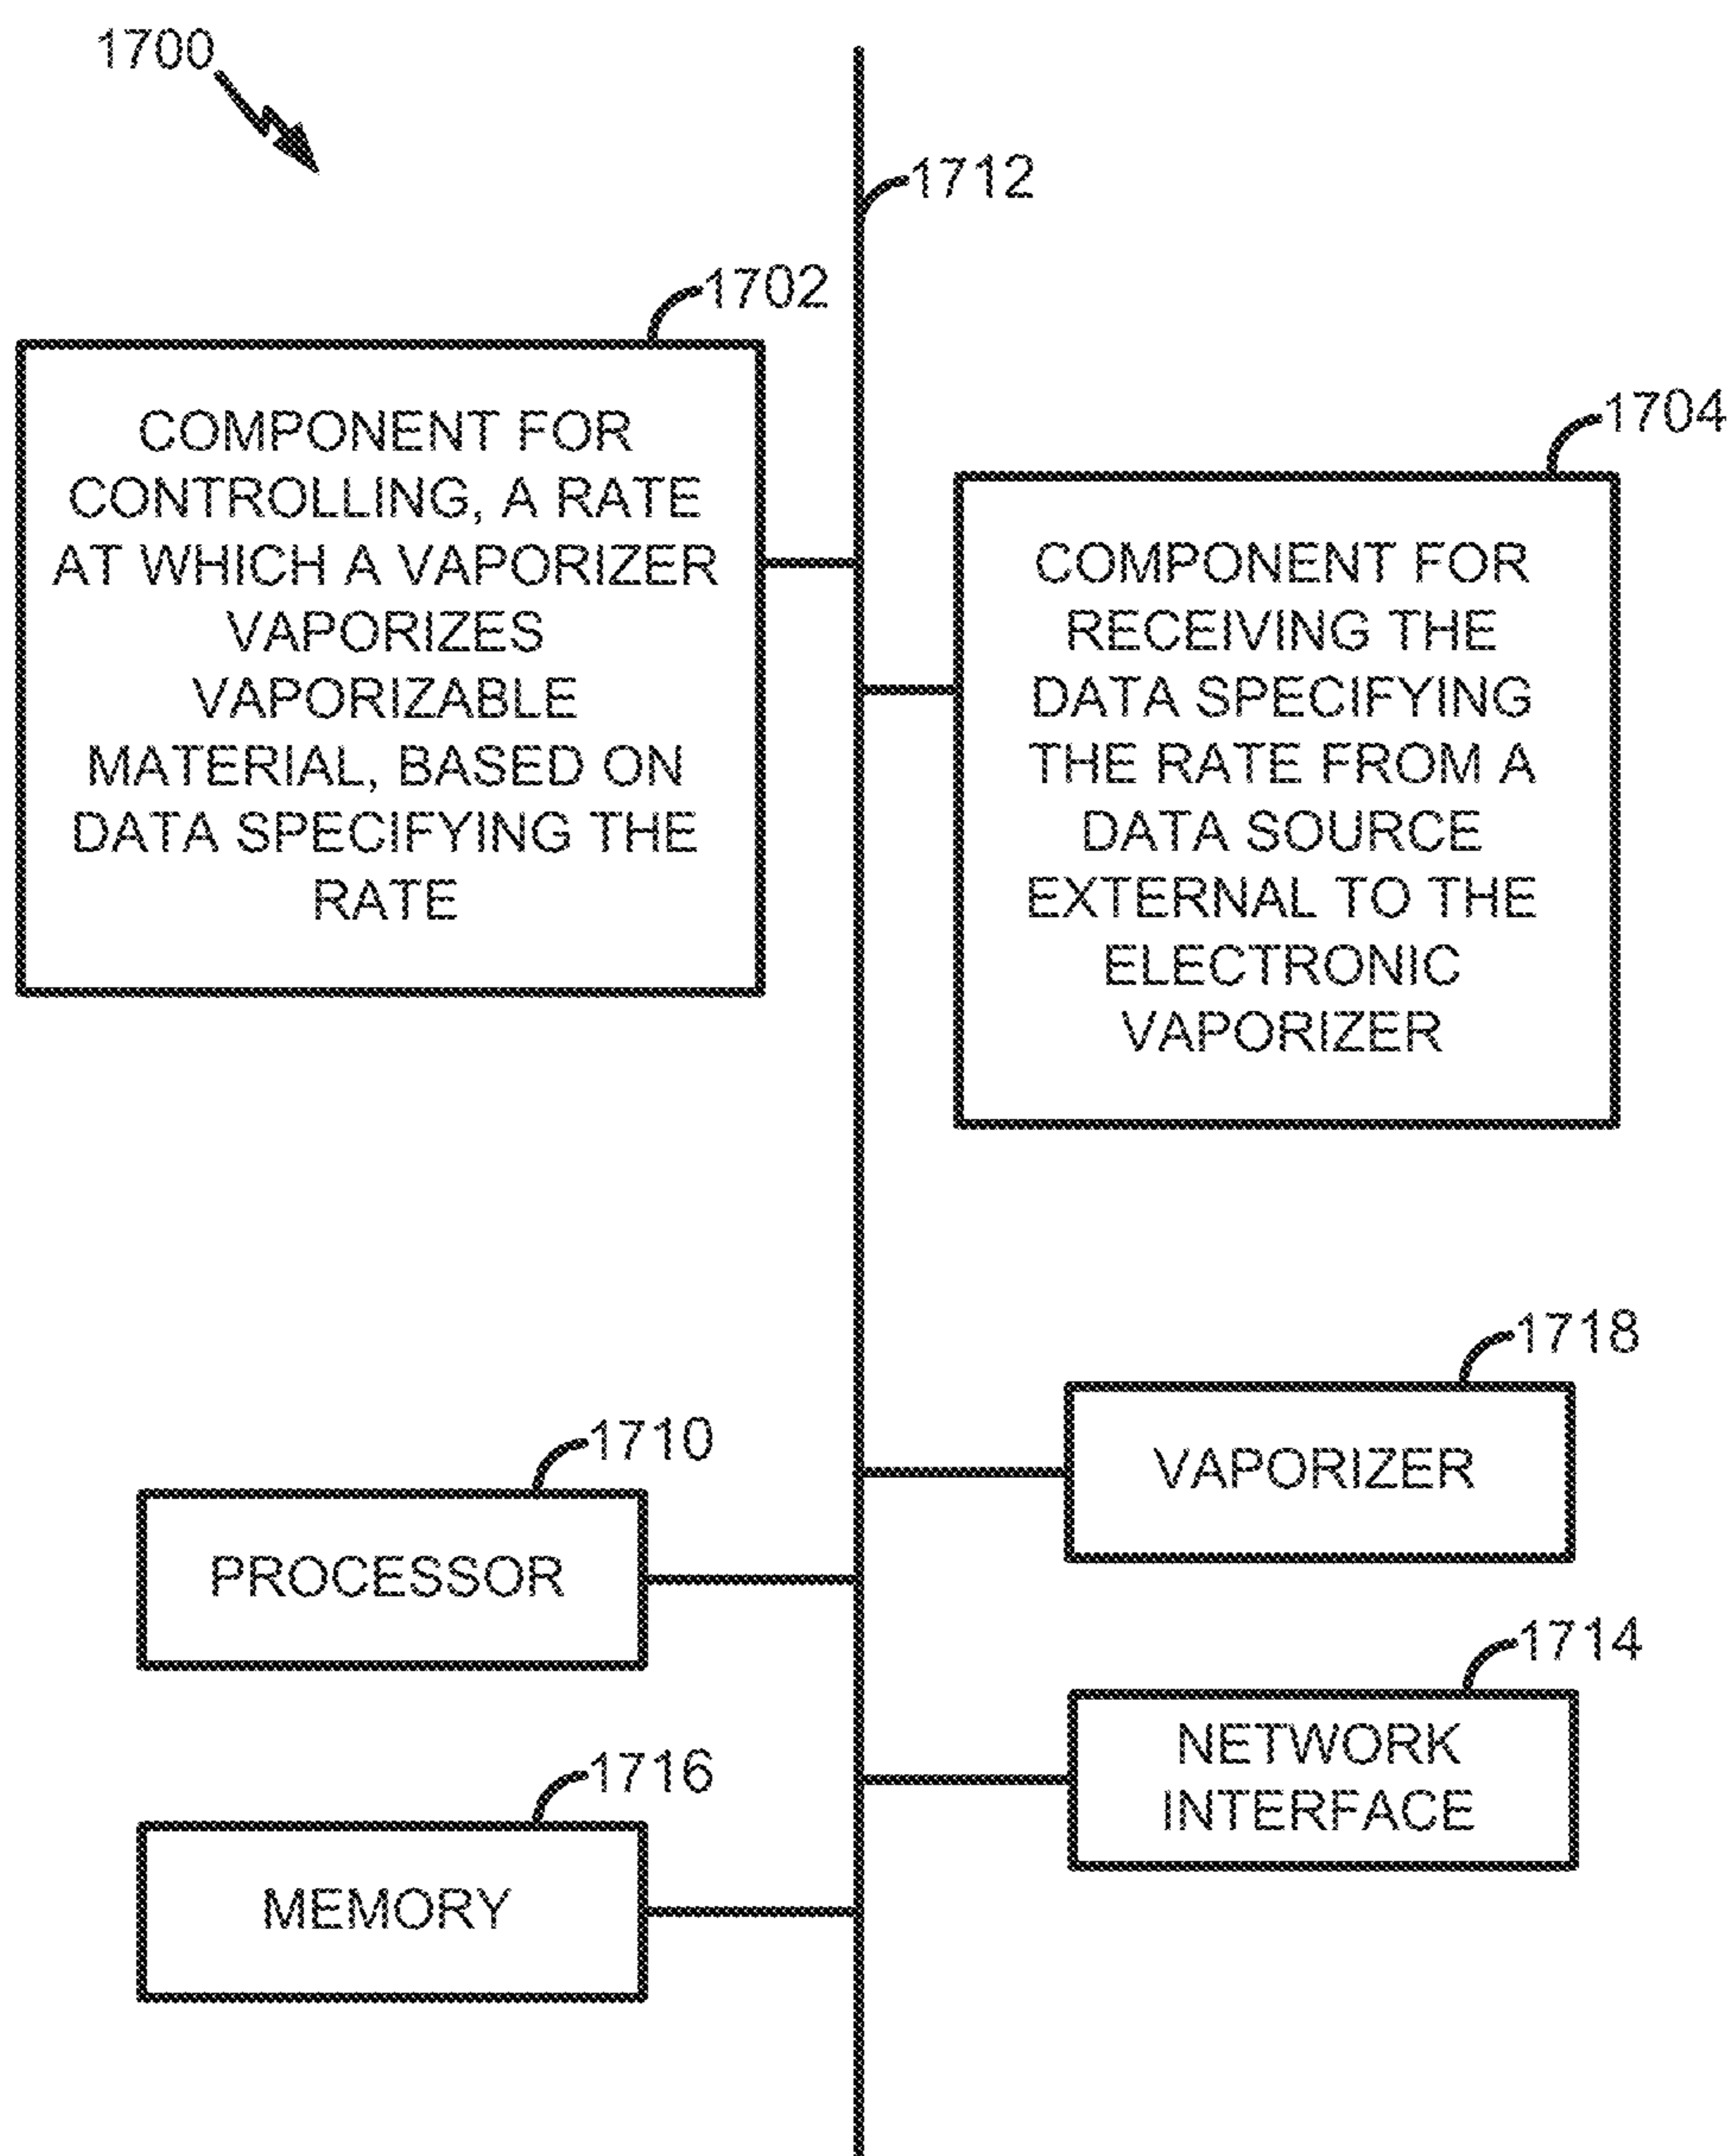 1700
1712
1702
COMPONENT FOR
CONTROLLING, A RATE
AT WHICH A VAPORIZER
VAPORIZES
VAPORIZABLE
MATERIAL, BASED ON
DATA SPECIFYING THE
RATE
1704
COMPONENT FOR
RECEIVING THE
DATA SPECIFYING
THE RATE FROM A
DATA SOURCE
EXTERNAL TO THE
ELECTRONIC
VAPORIZER
1718
VAPORIZER
1710
PROCESSOR
1714
NETWORK
INTERFACE
1716
MEMORY